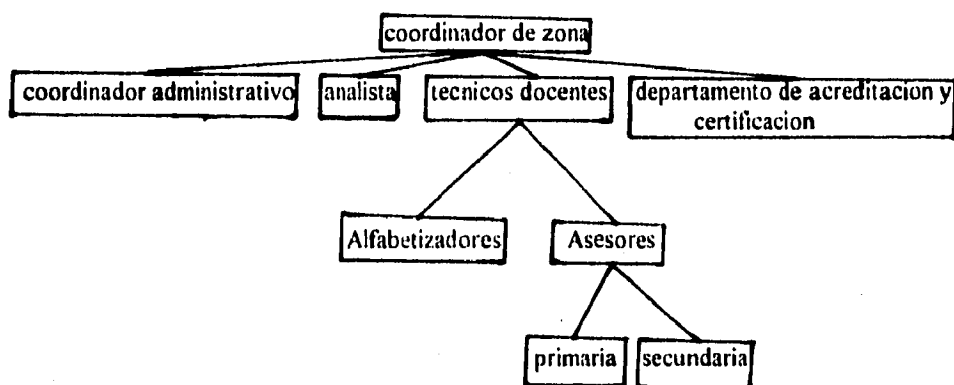 coordinador de zona
coordinador administrativo
analista
tecnicos docentes
departamento de acreditacion y
certificacion
Alfabetizadores
Asesores
primaria
secundaria